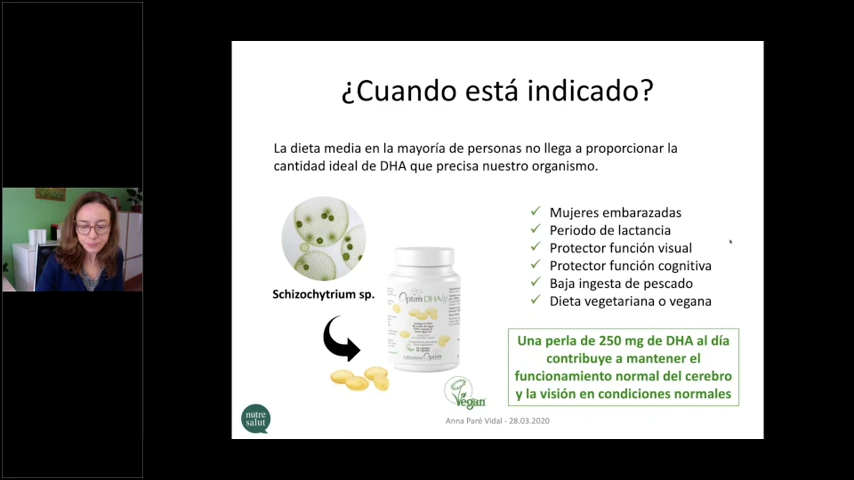 ¿Cuando está indicado?
La dieta media en la mayoría de personas no llega a proporcionar la
cantidad ideal de DHA que precisa nuestro organismo.
Schizochytrium sp.
Optim DHA
Optim
Mujeres embarazadas
Periodo de lactancia
Protector función visual
Protector función cognitiva
Baja ingesta de pescado
Dieta vegetariana o vegana
Una perla de 250 mg de DHA al día
contribuye a mantener el
funcionamiento normal del cerebro
y la visión en condiciones normales
Vegan
nutre
salut
Anna Paré Vidal - 28.03.2020